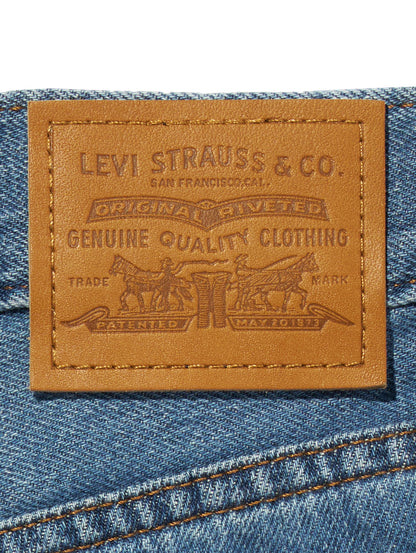 LEVI STRAUSS & CO.
SAN FRANCISCO, CAL.
ORIGINAL RIVETED
GENUINE QUALITY CLOTHING
TRADE MARK
PATENTED MAY 20 1873